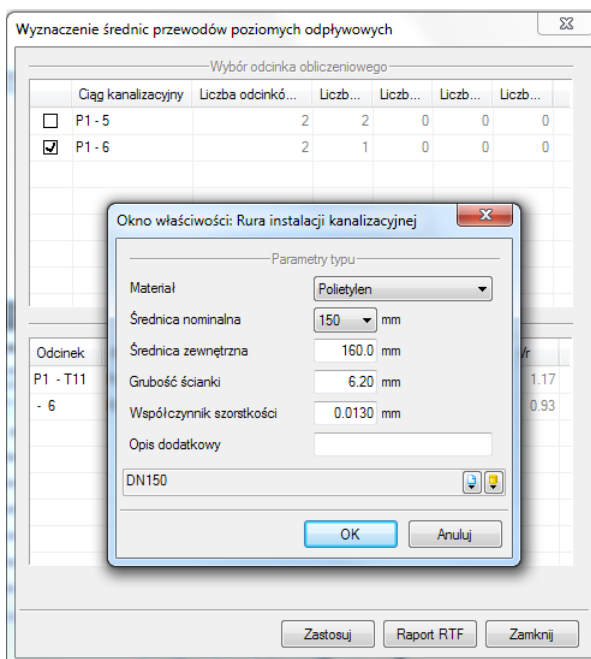 Wyznaczenie średnic przewodów poziomych odpływowych
Wybór odcinka obliczeniowego
Ciąg kanalizacyjny Liczba odcinkó... Liczb... Liczb... Liczb... Liczb...
P1 - 5 2 2 0 0 0
P1 - 6 2 1 0 0 0
Okno właściwości: Rura instalacji kanalizacyjnej
Parametry typu
Materiał Polietylen
Średnica nominalna 150 mm
Średnica zewnętrzna 160.0 mm
Grubość ścianki 6.20 mm
Współczynnik szorstkości 0.0130 mm
Opis dodatkowy
DN150
OK Anuluj
Odcinek
P1 - T11 1.17
- 6 0.93
Zastosuj Raport RTF Zamknij